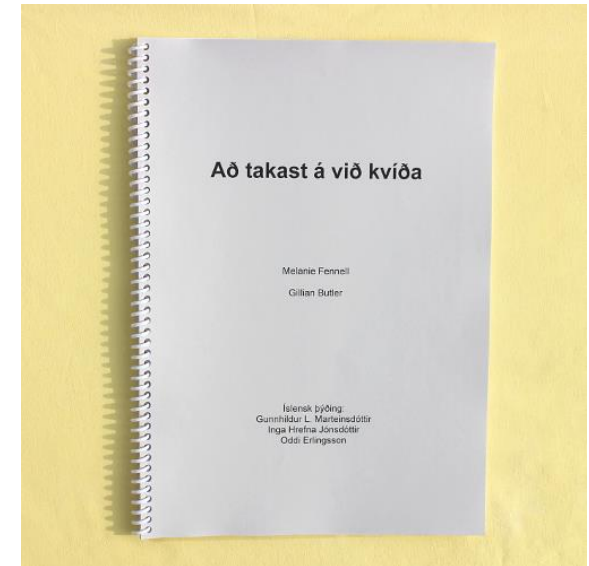 Að takast á við kvíða
Melanie Fennell
Gillian Butler
Íslensk þýðing:
Gunnhildur L. Marteinsdóttir
Inga Hrefna Jónsdóttir
Oddi Erlingsson